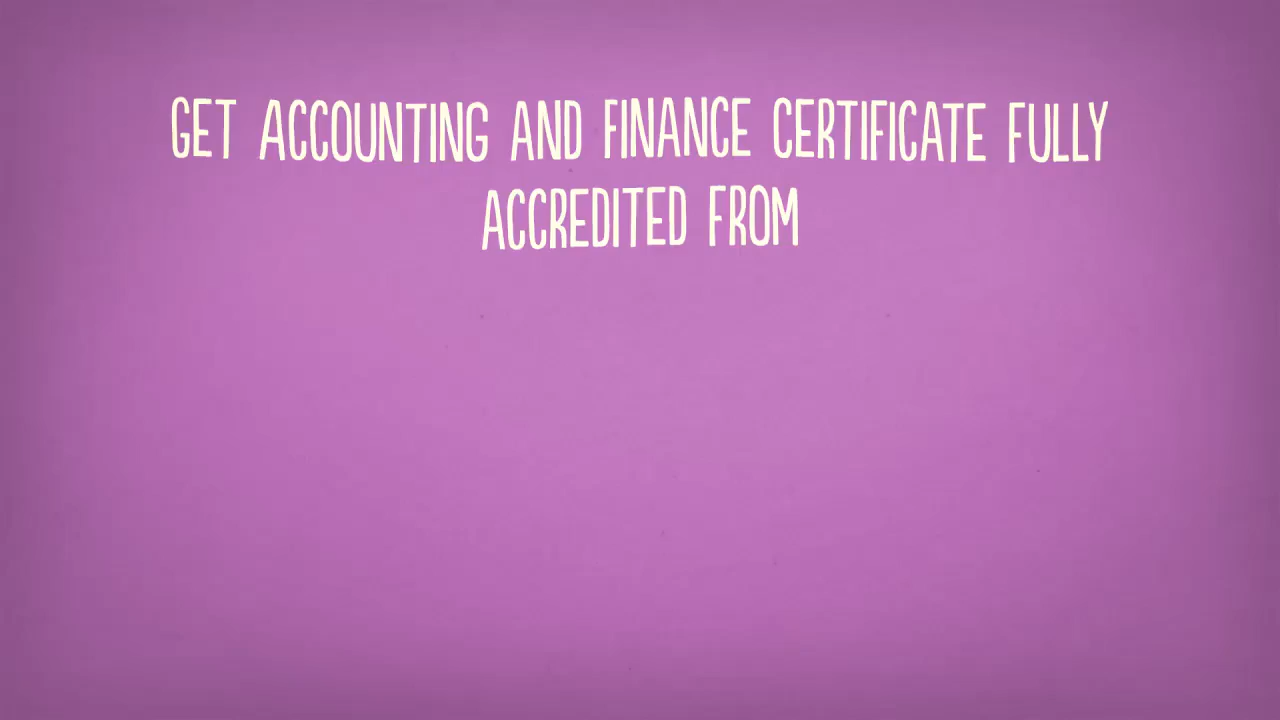 GET ACCOUNTING AND FINANCE CERTIFICATE FULLY
ACCREDITED FROM